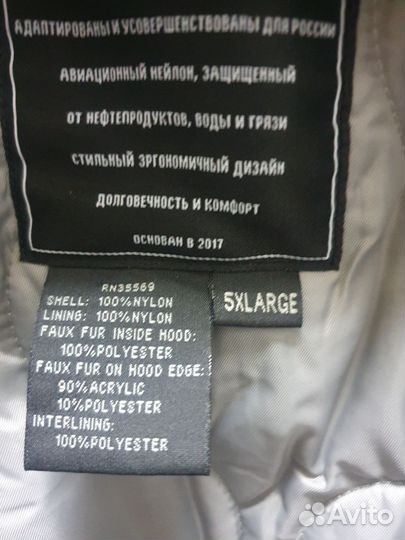 АДАПТИРОВАНЫ И УСОВЕРШЕНСТВОВАНЫ ДЛЯ РОССИИ
АВИАЦИОННЫЙ НЕЙЛОН, ЗАЩИЩЕННЫЙ
ОТ НЕФТЕПРОДУКТОВ, ВОДЫ И ГРЯЗИ
СТИЛЬНЫЙ ЭРГОНОМИЧНЫЙ ДИЗАЙН
ДОЛГОВЕЧНОСТЬ И КОМФОРТ
ОСНОВАН В 2017
RN35569
SHELL: 100%NYLON
LINING: 100%NYLON
FAUX FUR INSIDE HOOD:
100%POLYESTER
FAUX FUR ON HOOD EDGE:
90%ACRYLIC
10%POLYESTER
INTERLINING:
100%POLYESTER
5XLARGE
Avito